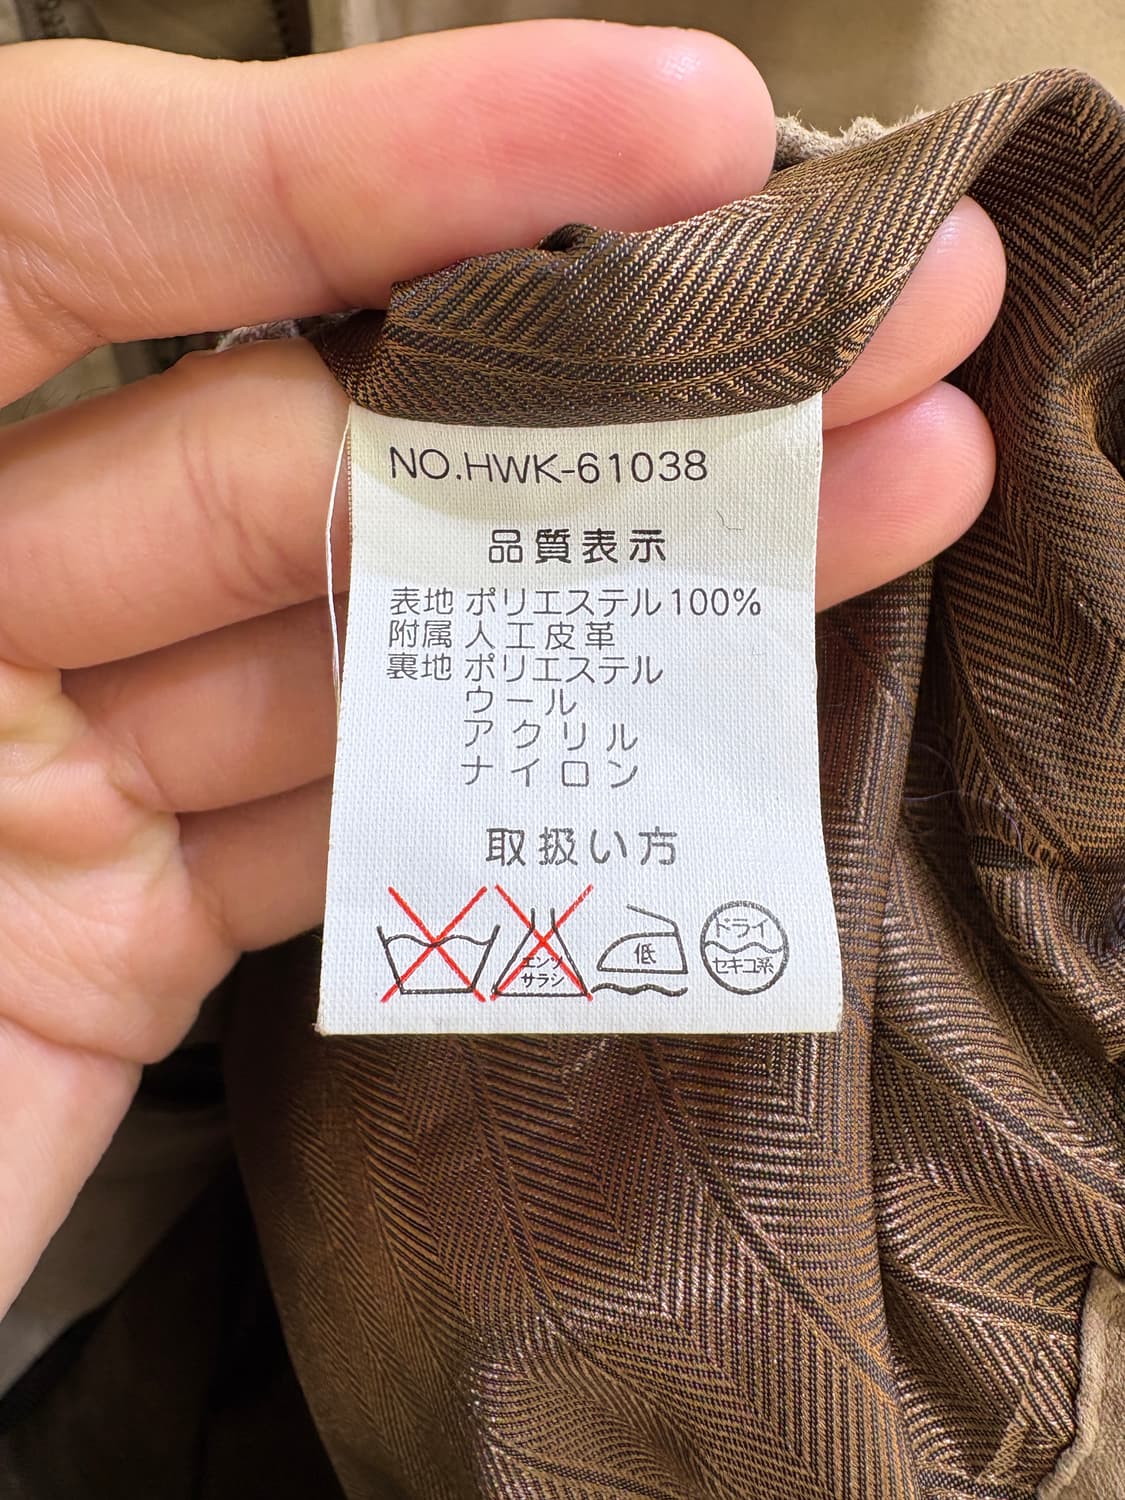 NO.HWK-61038
品質表示
表地 ポリエステル100%
附属 人工皮革
裏地 ポリエステル
ウール
アクリル
ナイロン
取扱い方
エンソ
サラシ
低
ドライ
セキユ系